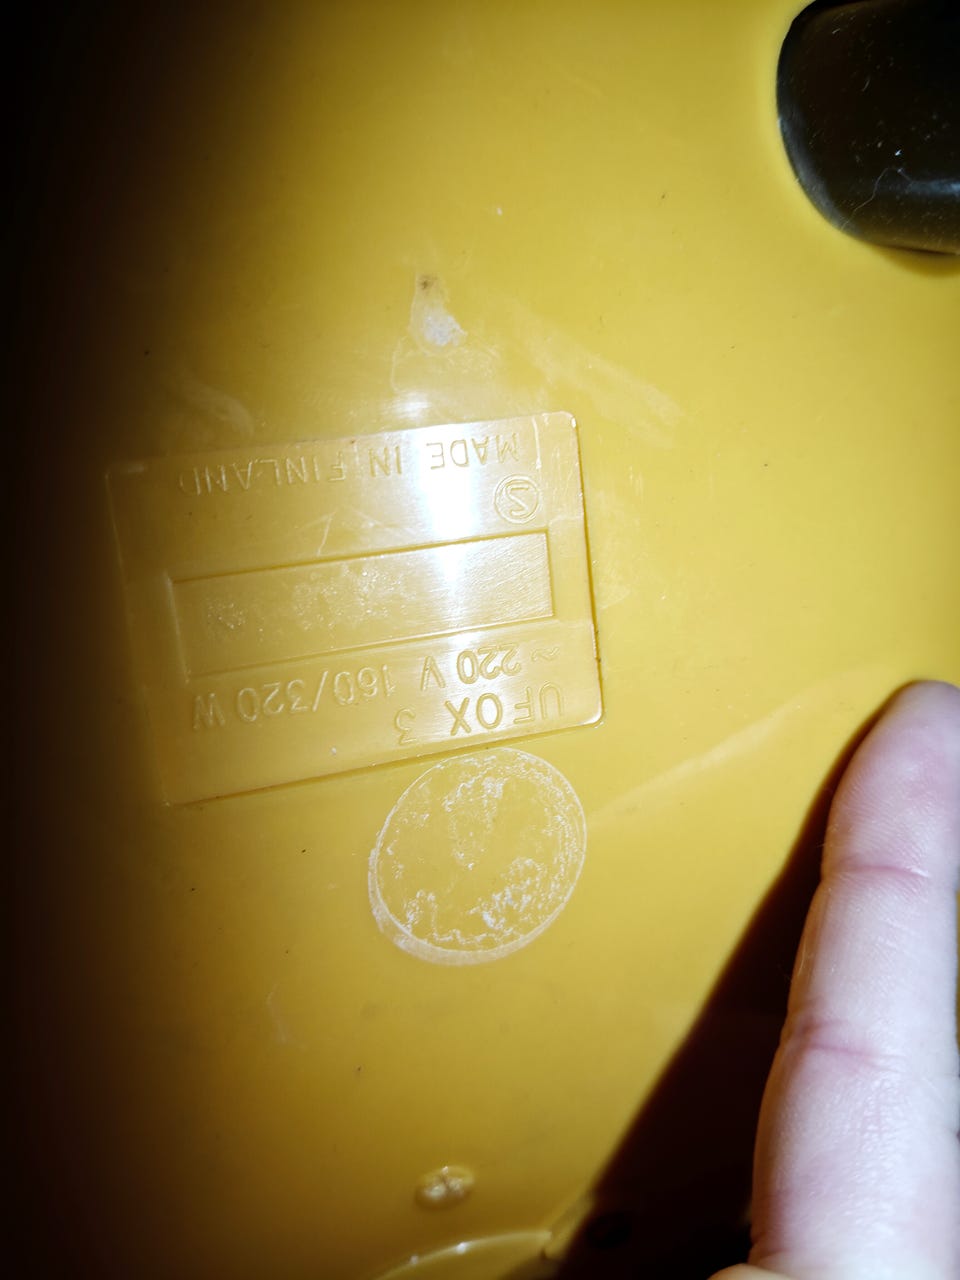 UFOX 3
~ 220 V 160/320 W
S
MADE IN FINLAND